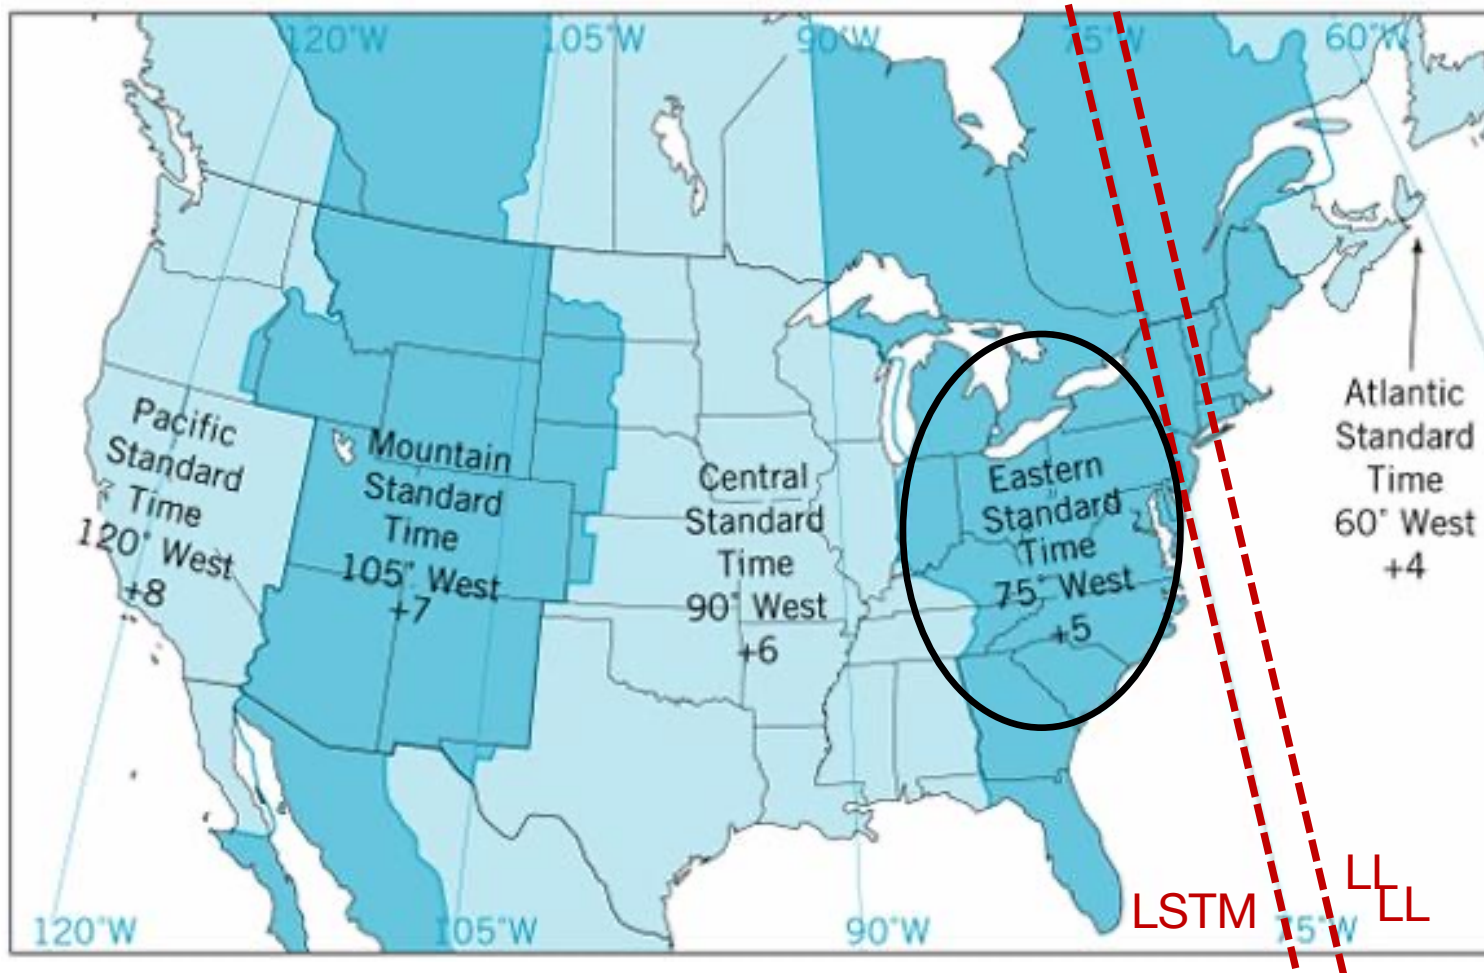 120°W
105°W
90°W
75°W
60°W
Pacific
Standard
Time
120° West
+8
Mountain
Standard
Time
105° West
+7
Central
Standard
Time
90° West
+6
Eastern
Standard
Time
75° West
+5
Atlantic
Standard
Time
60° West
+4
LSTM
LL
LL
120°W
105°W
90°W
75°W